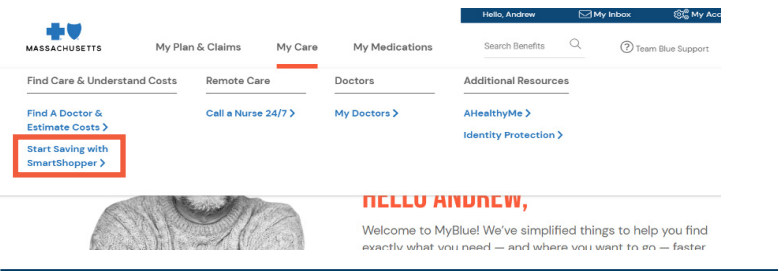 Hello, Andrew My Inbox My Acc
MASSACHUSETTS My Plan & Claims My Care My Medications Search Benefits ? Team Blue Support
Find Care & Understand Costs Remote Care Doctors Additional Resources
Find A Doctor & Call a Nurse 24/7 > My Doctors > AHealthyMe >
Estimate Costs > Identity Protection >
Start Saving with
SmartShopper >
HELLO ANDREW,
Welcome to MyBlue! We've simplified things to help you find
exactly what you need — and where you want to go — faster